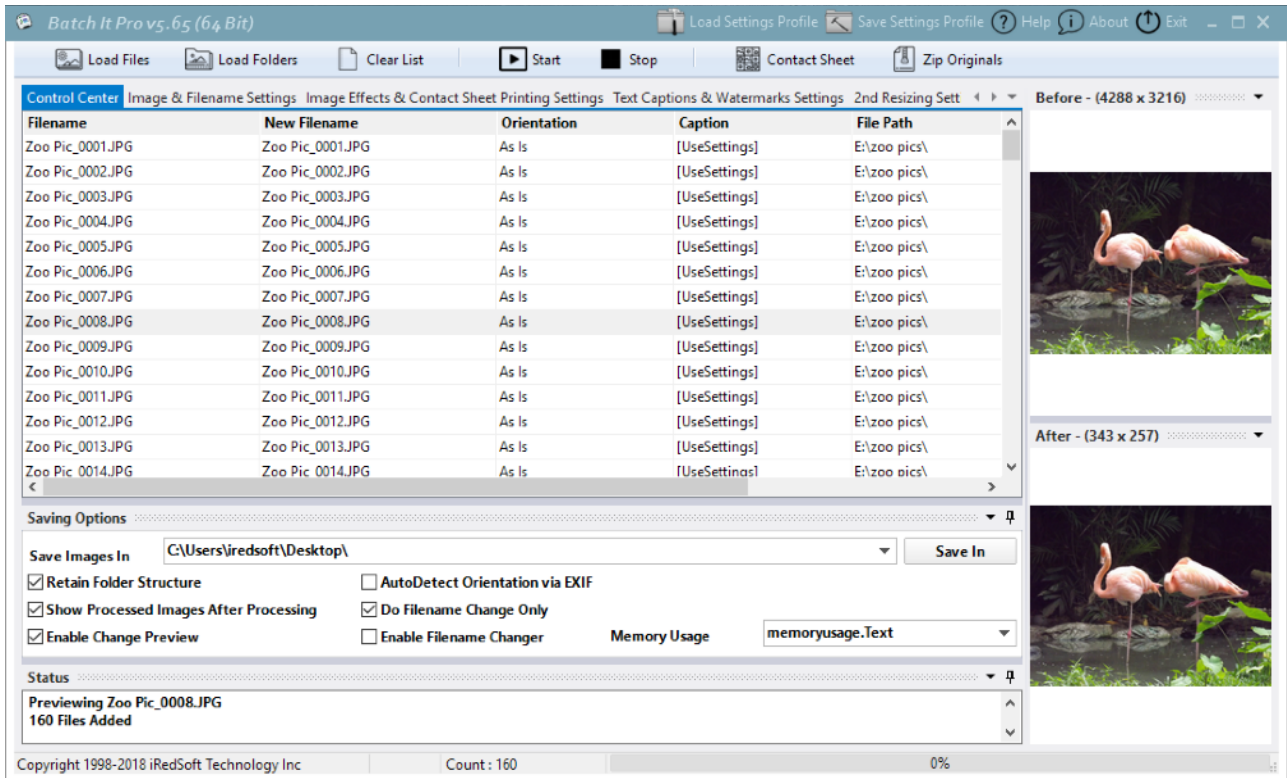 Batch It Pro v5.65 (64 Bit) Load Settings Profile Save Settings Profile ? Help i About Exit
Load Files Load Folders Clear List Start Stop Contact Sheet Zip Originals
Control Center Image & Filename Settings Image Effects & Contact Sheet Printing Settings Text Captions & Watermarks Settings 2nd Resizing Sett Before - (4288 x 3216)
Filename New Filename Orientation Caption File Path
Zoo Pic_0001.JPG Zoo Pic_0001.JPG As Is [UseSettings] E:\zoo pics\
Zoo Pic_0002.JPG Zoo Pic_0002.JPG As Is [UseSettings] E:\zoo pics\
Zoo Pic_0003.JPG Zoo Pic_0003.JPG As Is [UseSettings] E:\zoo pics\
Zoo Pic_0004.JPG Zoo Pic_0004.JPG As Is [UseSettings] E:\zoo pics\
Zoo Pic_0005.JPG Zoo Pic_0005.JPG As Is [UseSettings] E:\zoo pics\
Zoo Pic_0006.JPG Zoo Pic_0006.JPG As Is [UseSettings] E:\zoo pics\
Zoo Pic_0007.JPG Zoo Pic_0007.JPG As Is [UseSettings] E:\zoo pics\
Zoo Pic_0008.JPG Zoo Pic_0008.JPG As Is [UseSettings] E:\zoo pics\
Zoo Pic_0009.JPG Zoo Pic_0009.JPG As Is [UseSettings] E:\zoo pics\
Zoo Pic_0010.JPG Zoo Pic_0010.JPG As Is [UseSettings] E:\zoo pics\
Zoo Pic_0011.JPG Zoo Pic_0011.JPG As Is [UseSettings] E:\zoo pics\
Zoo Pic_0012.JPG Zoo Pic_0012.JPG As Is [UseSettings] E:\zoo pics\
Zoo Pic_0013.JPG Zoo Pic_0013.JPG As Is [UseSettings] E:\zoo pics\
After - (343 x 257)
Zoo Pic_0014.JPG Zoo Pic_0014.JPG As Is [UseSettings] E:\zoo pics\
Saving Options
Save Images In C:\Users\iredsoft\Desktop\ Save In
Retain Folder Structure AutoDetect Orientation via EXIF
Show Processed Images After Processing Do Filename Change Only
Enable Change Preview Enable Filename Changer Memory Usage memoryusage.Text
Status
Previewing Zoo Pic_0008.JPG
160 Files Added
Copyright 1998-2018 iRedSoft Technology Inc Count : 160 0%